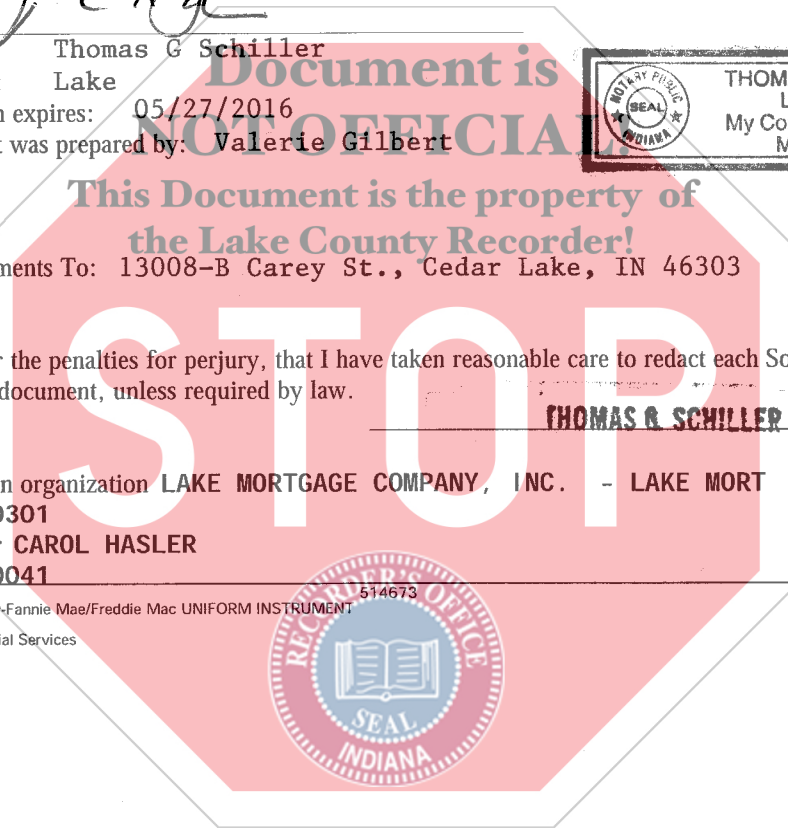 Thomas G Schiller
Document is
Lake
expires: 05/27/2016
NOT OFFICIAL!
was prepared by: Valerie Gilbert
NOTARY PUBLIC
SEAL
INDIANA
THOM
L
My Co
M
This Document is the property of
the Lake County Recorder!
ments To: 13008-B Carey St., Cedar Lake, IN 46303
STOP
the penalties for perjury, that I have taken reasonable care to redact each So
document, unless required by law.
THOMAS G. SCHILLER
n organization LAKE MORTGAGE COMPANY, INC. - LAKE MORT
0301
CAROL HASLER
0041
514673
-Fannie Mae/Freddie Mac UNIFORM INSTRUMENT
ial Services
RECORDER'S OFFICE
SEAL
INDIANA